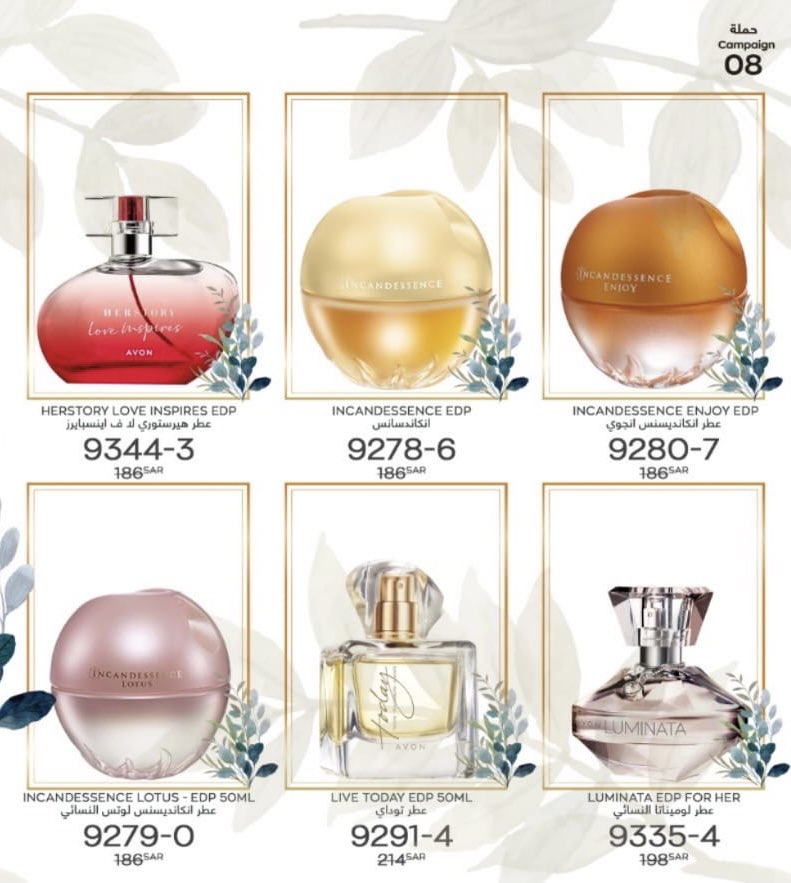 حملة
Campaign
08
HERSTORY
Love Inspires
AVON
INCANDESSENCE
INCANDESSENCE
ENJOY
HERSTORY LOVE INSPIRES EDP
عطر هيرستوري لا ف اينسبايرز
9344-3
186SAR
INCANDESSENCE EDP
انكاندسانس
9278-6
186SAR
INCANDESSENCE ENJOY EDP
عطر انكانديسنس انجوي
9280-7
186SAR
INCANDESSENCE
LOTUS
today
AVON
AVON LUMINATA
INCANDESSENCE LOTUS - EDP 50ML
عطر انكانديسنس لوتس النسائي
9279-0
186SAR
LIVE TODAY EDP 50ML
عطر توداي
9291-4
214SAR
LUMINATA EDP FOR HER
عطر لوميناتا النسائي
9335-4
198SAR